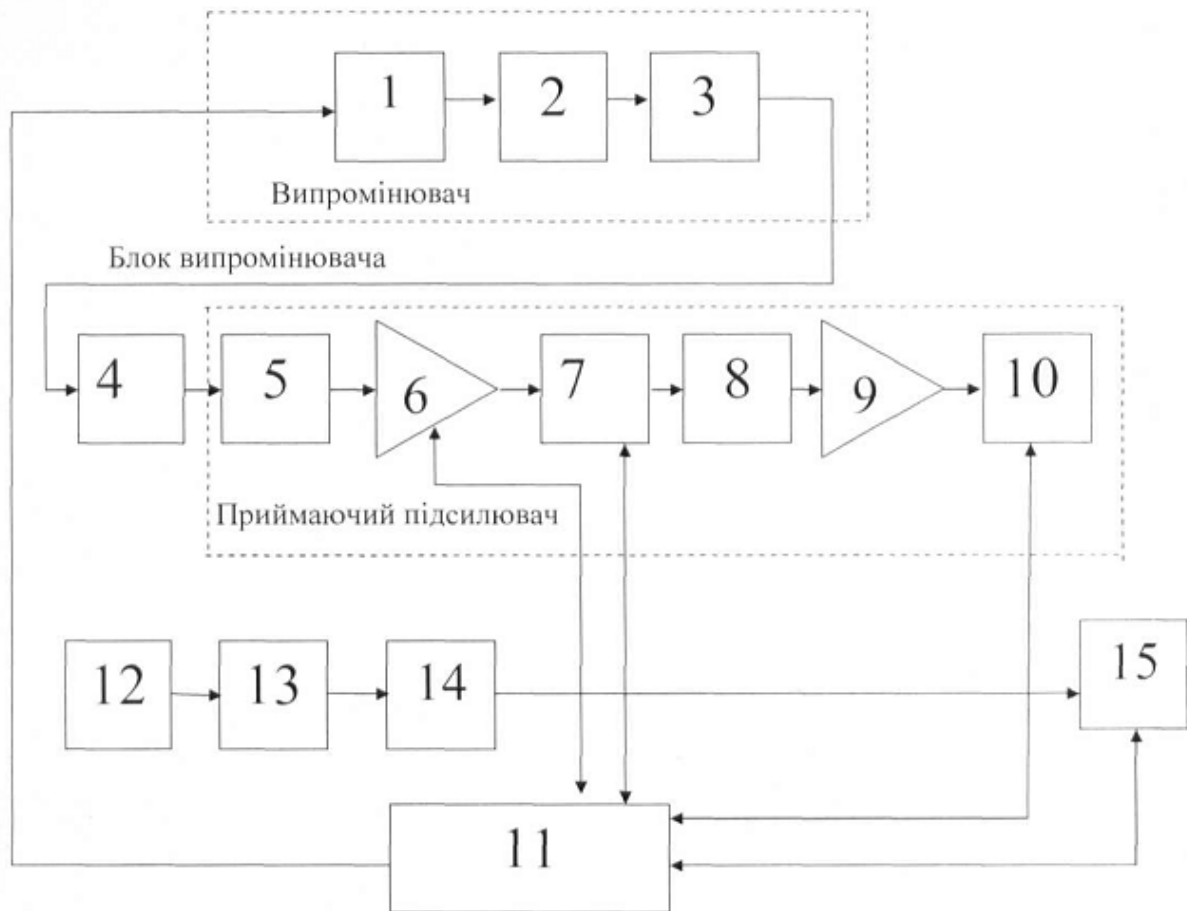 1 2 3
Випромінювач
Блок випромінювача
4 5 6 7 8 9 10
Приймаючий підсилювач
12 13 14 15
11